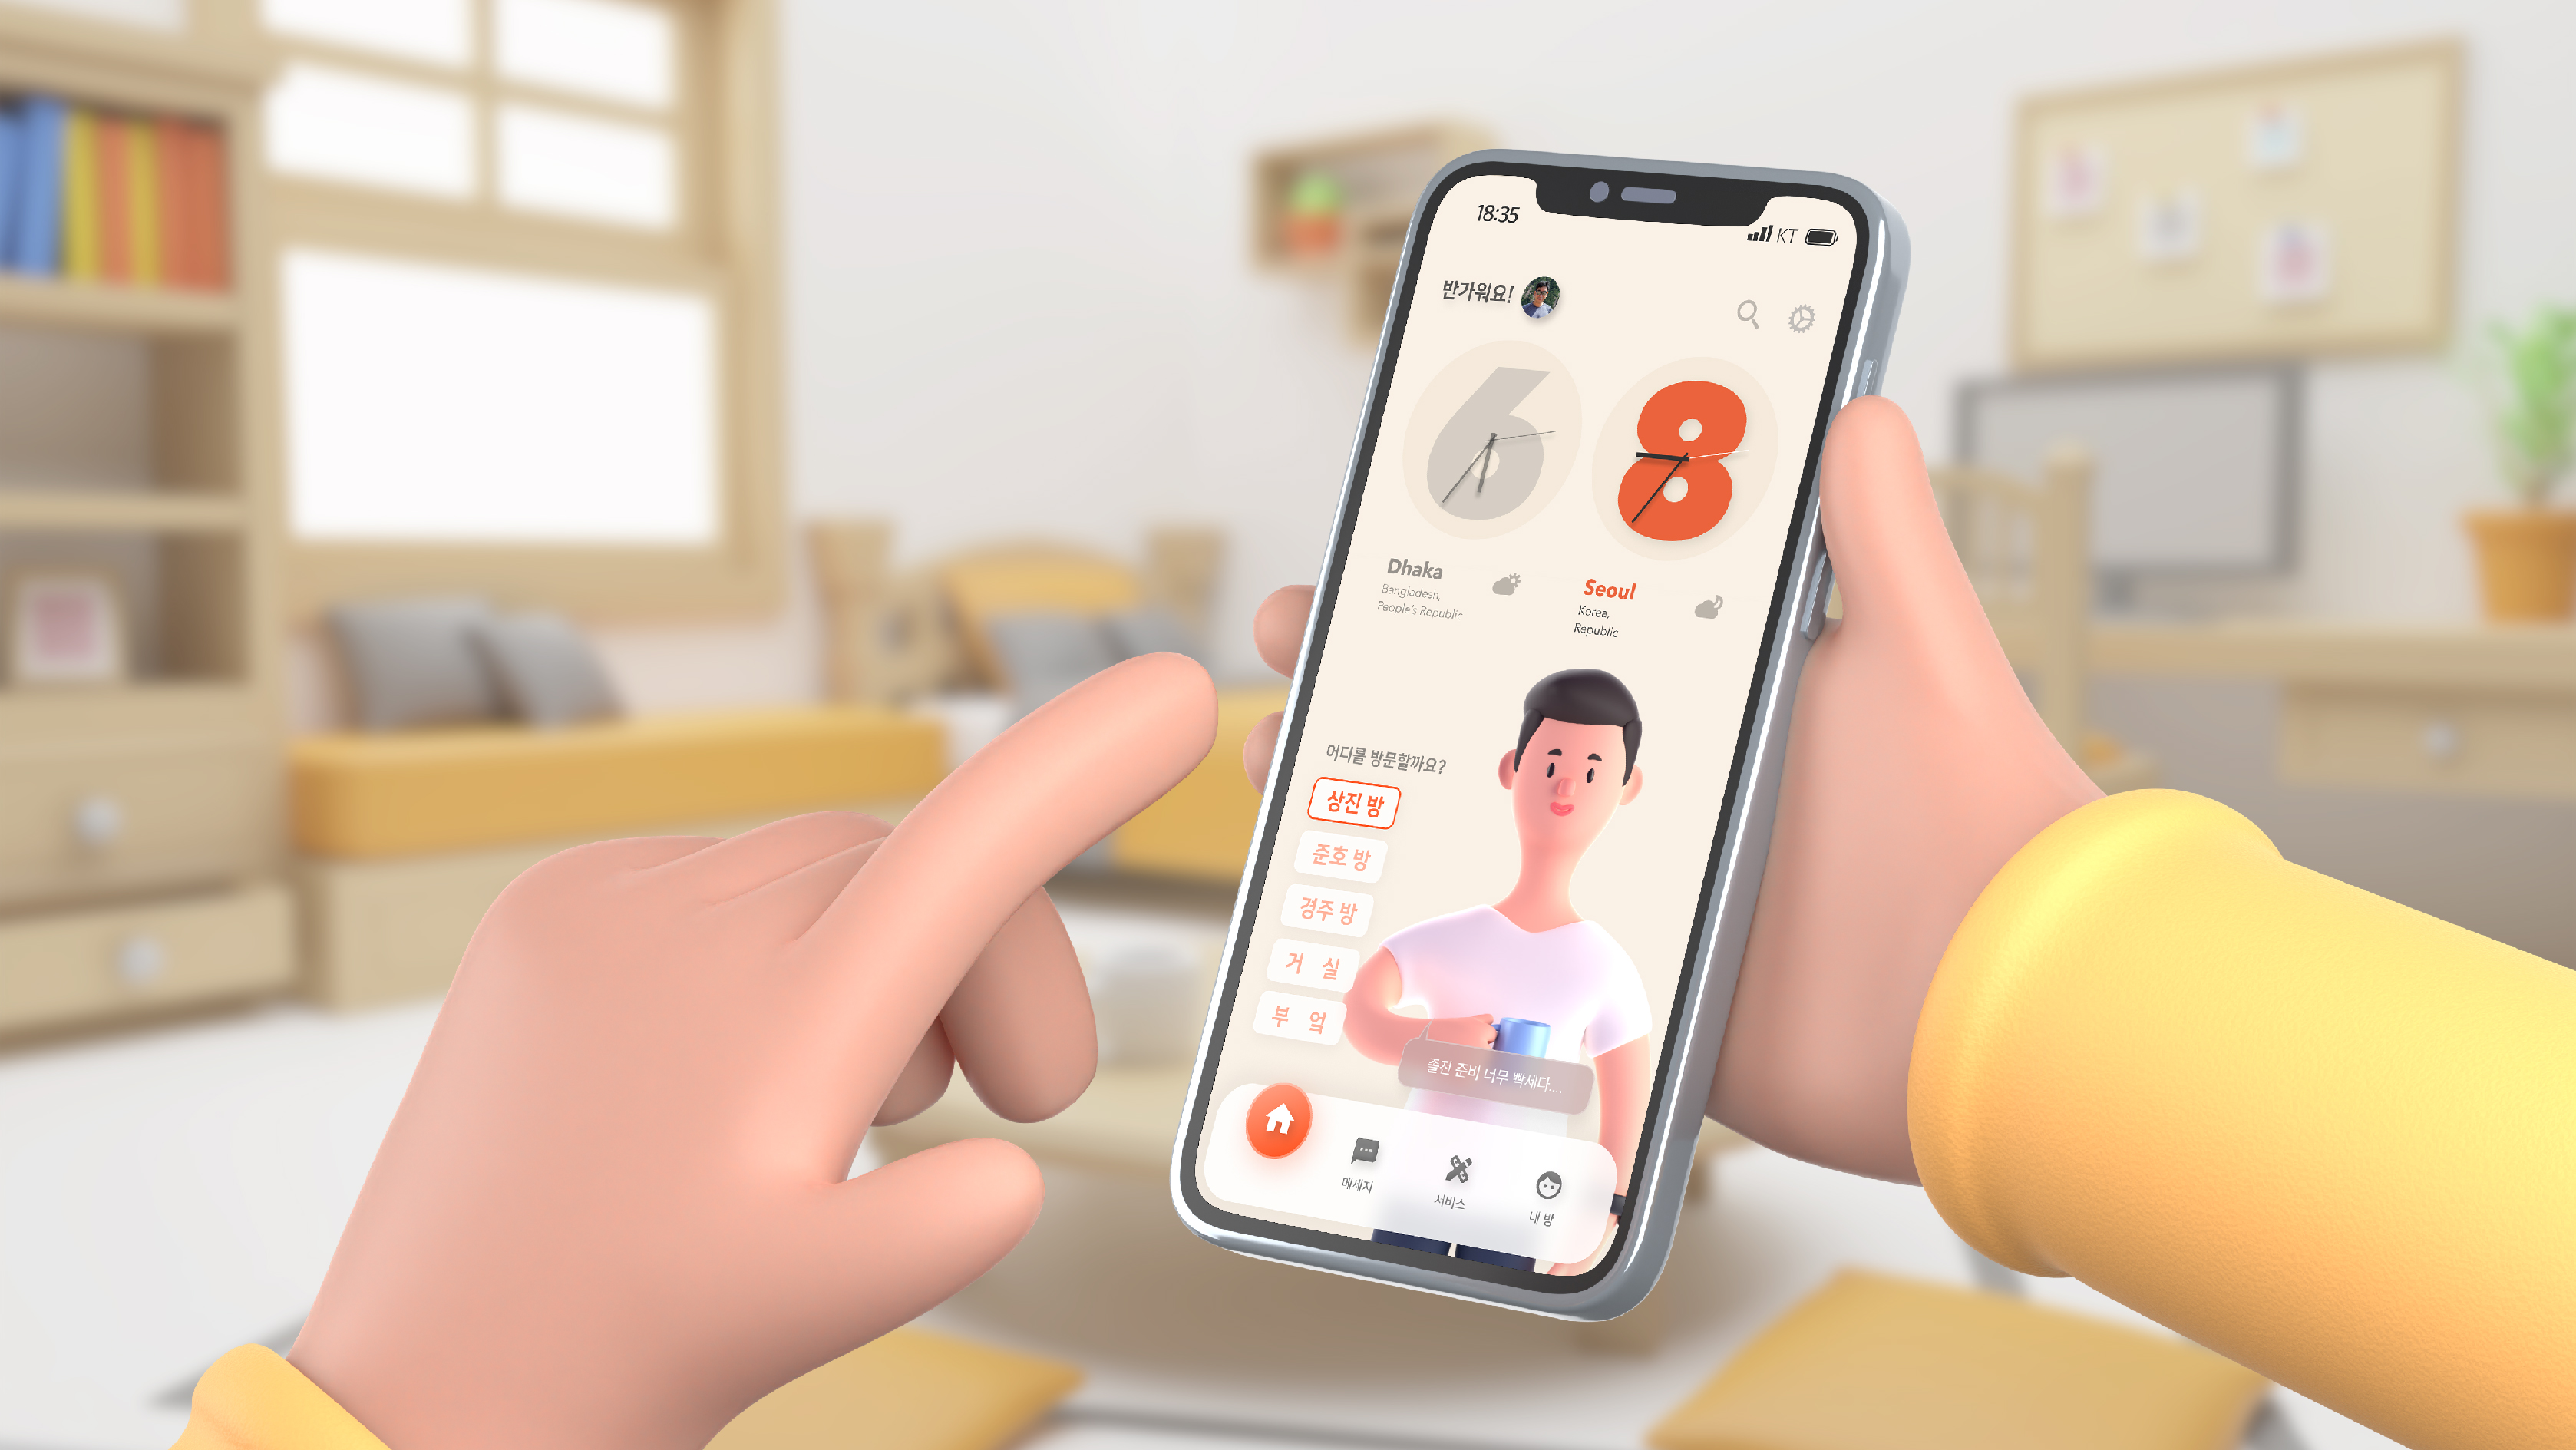 18:35
KT
반가워요!
6
8
Dhaka
Bangladesh,
People's Republic
Seoul
Korea,
Republic
어디를 방문할까요?
상진 방
준호 방
경주 방
거 실
부 엌
졸전 준비 너무 빡세다....
메세지
서비스
내 방